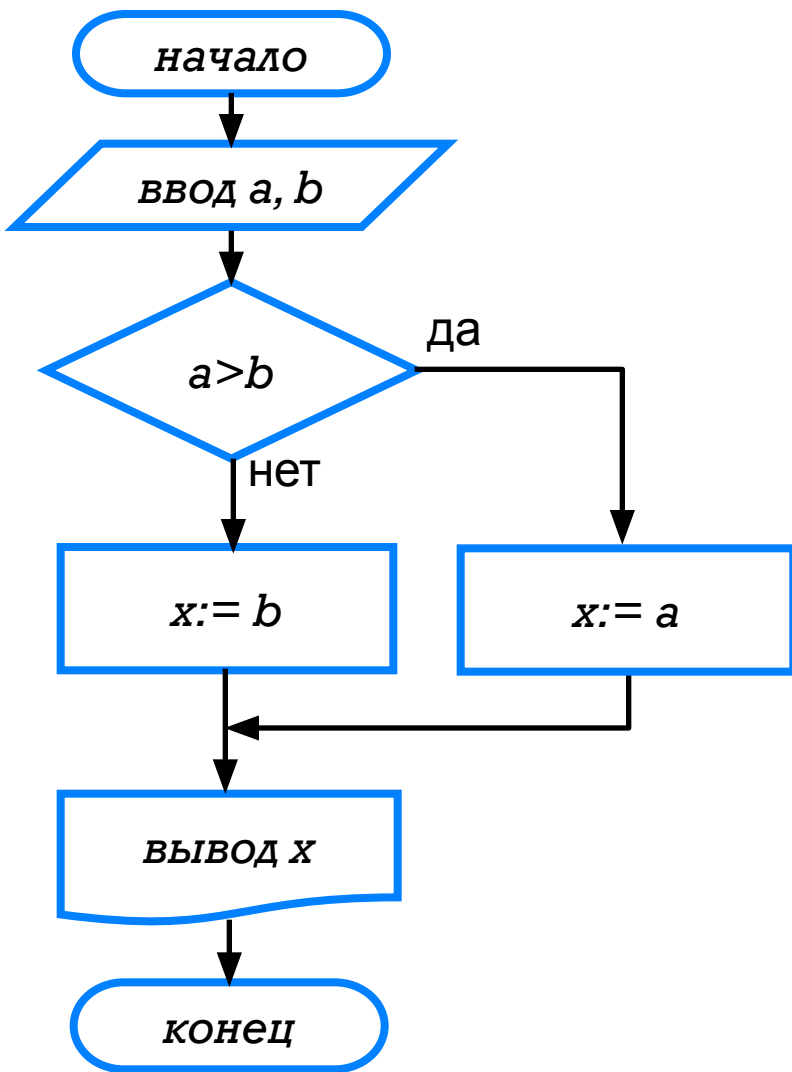 начало
ввод a, b
a>b
да
нет
x:= b
x:= a
вывод x
конец